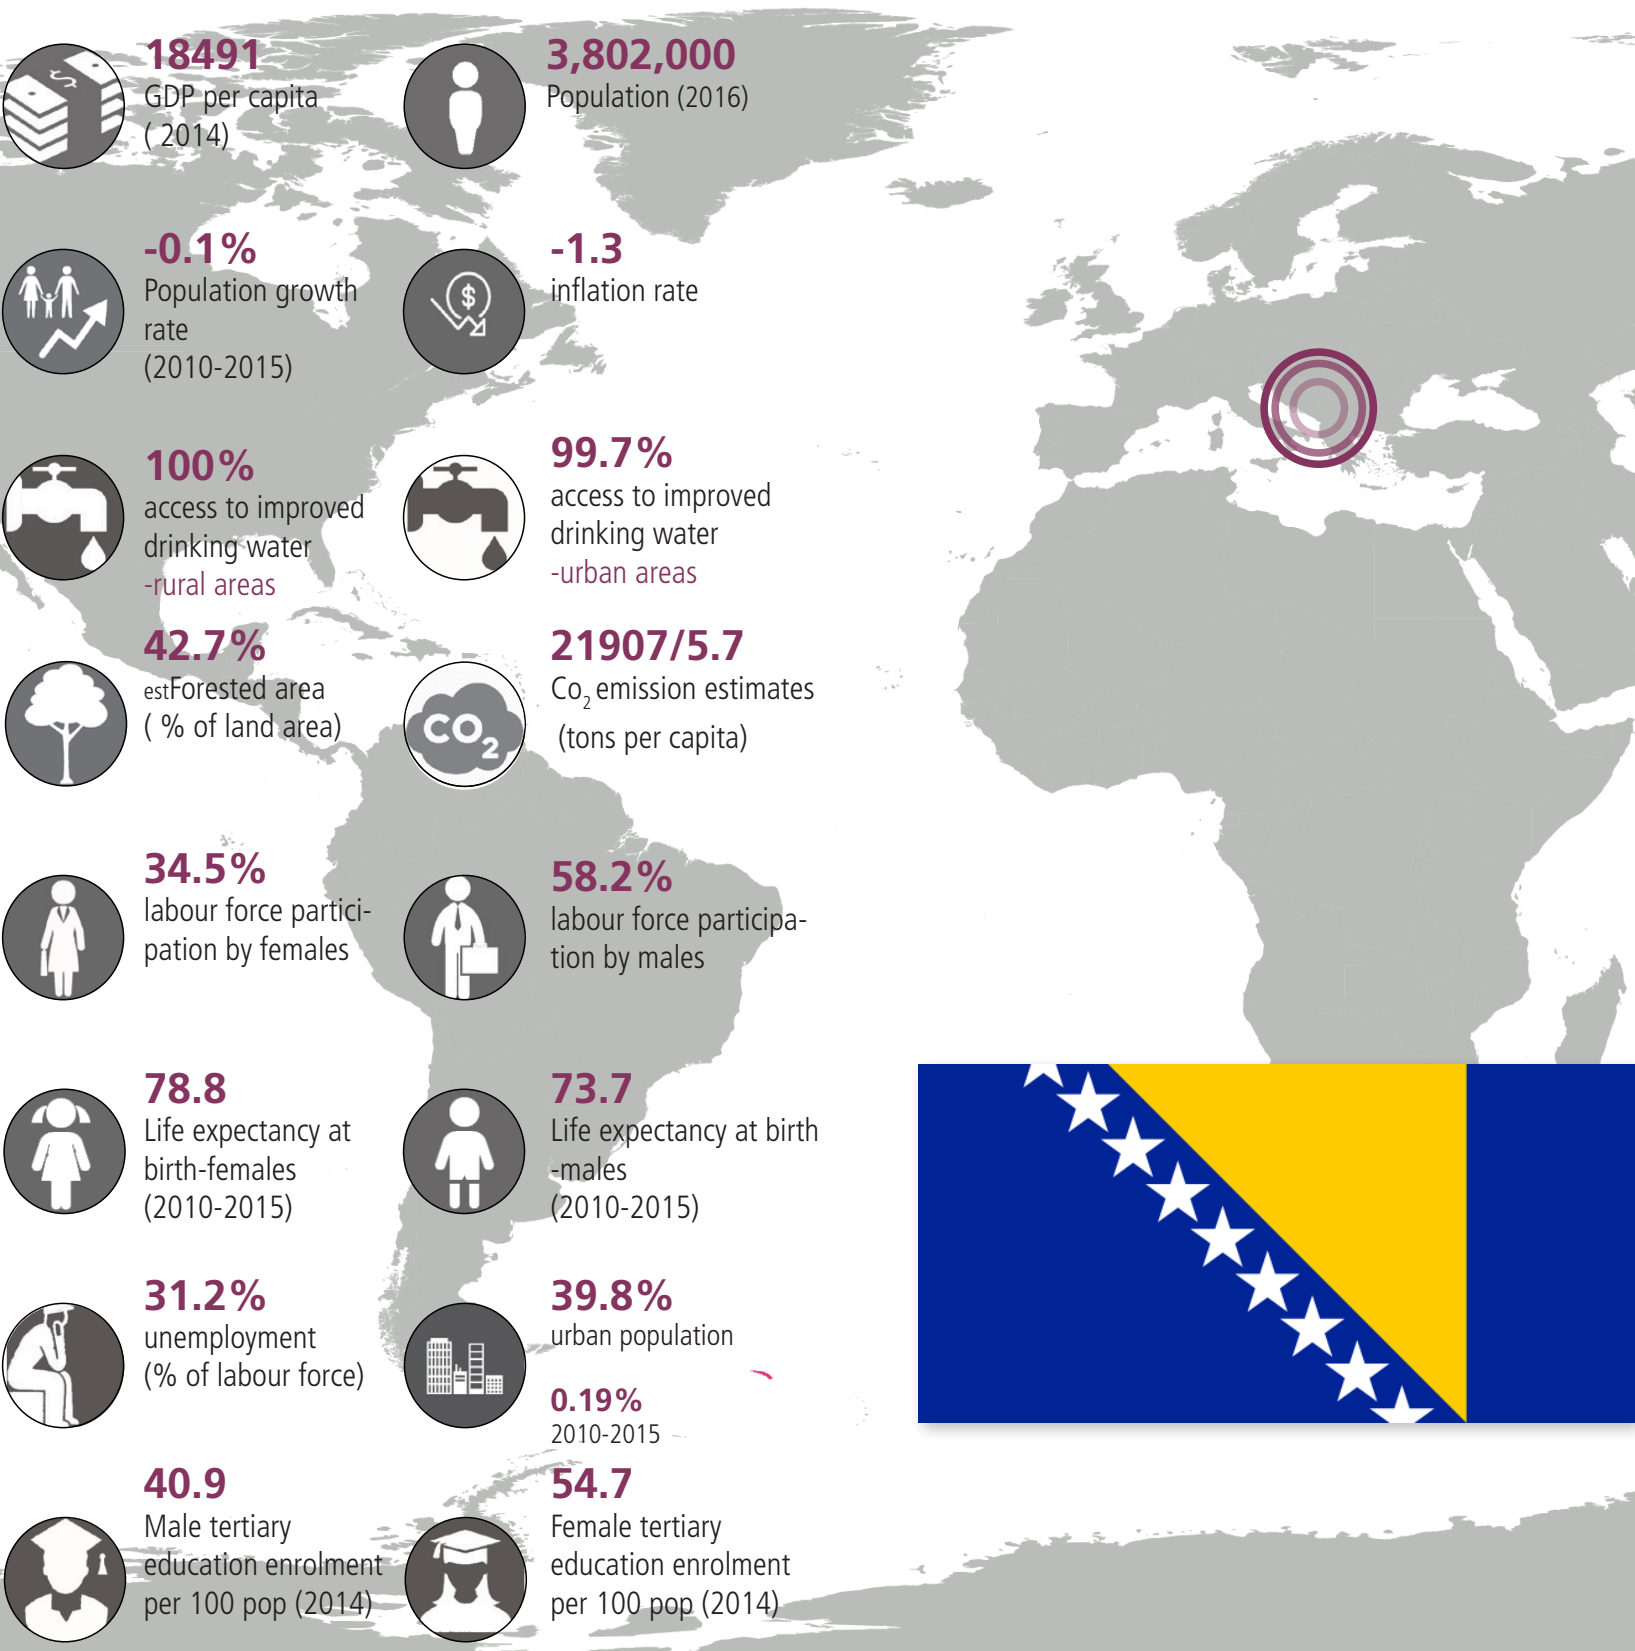 18491
GDP per capita
( 2014)
3,802,000
Population (2016)
-0.1%
Population growth
rate
(2010-2015)
-1.3
inflation rate
100%
access to improved
drinking water
-rural areas
99.7%
access to improved
drinking water
-urban areas
42.7%
estForested area
( % of land area)
21907/5.7
Co2 emission estimates
(tons per capita)
CO2
34.5%
labour force partici-
pation by females
58.2%
labour force participa-
tion by males
78.8
Life expectancy at
birth-females
(2010-2015)
73.7
Life expectancy at birth
-males
(2010-2015)
31.2%
unemployment
(% of labour force)
39.8%
urban population
0.19%
2010-2015
40.9
Male tertiary
education enrolment
per 100 pop (2014)
54.7
Female tertiary
education enrolment
per 100 pop (2014)